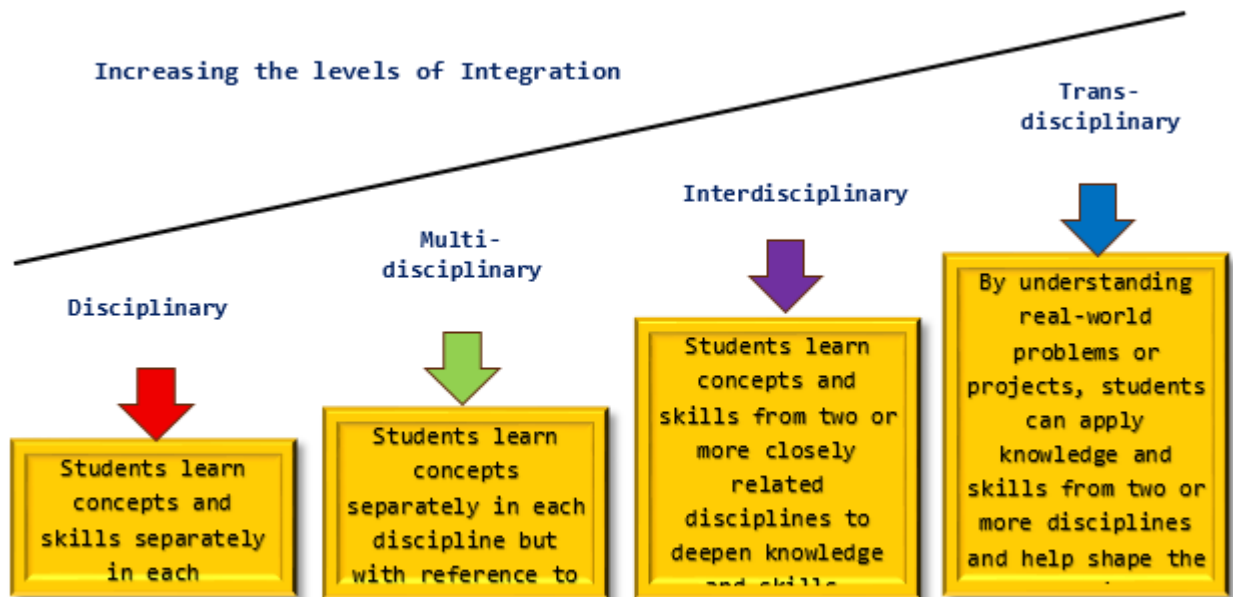 Increasing the levels of Integration
Trans-
disciplinary
Interdisciplinary
Multi-
disciplinary
Disciplinary
Students learn
concepts and
skills separately
in each
Students learn
concepts
separately in each
discipline but
with reference to
Students learn
concepts and
skills from two or
more closely
related
disciplines to
deepen knowledge
and skills
By understanding
real-world
problems or
projects, students
can apply
knowledge and
skills from two or
more disciplines
and help shape the